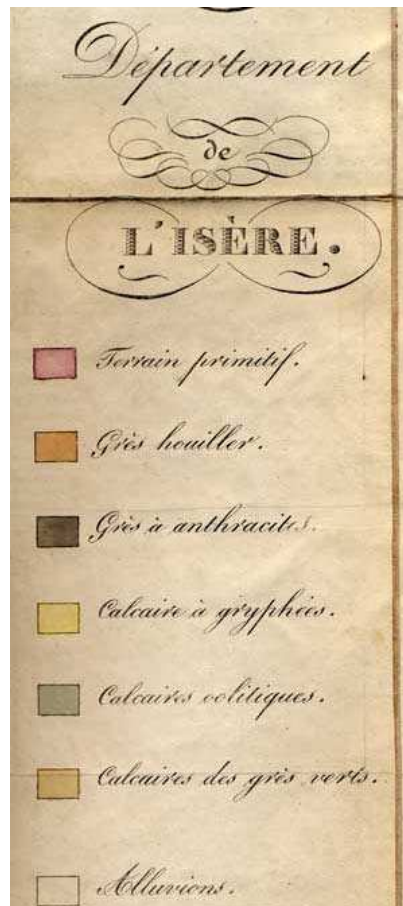 Département
de
L'ISÈRE.
Terrain primitif.
Grès houiller.
Grès à anthracites.
Calcaire à gryphées.
Calcaires oolitiques.
Calcaires des grès verts.
Alluvions.